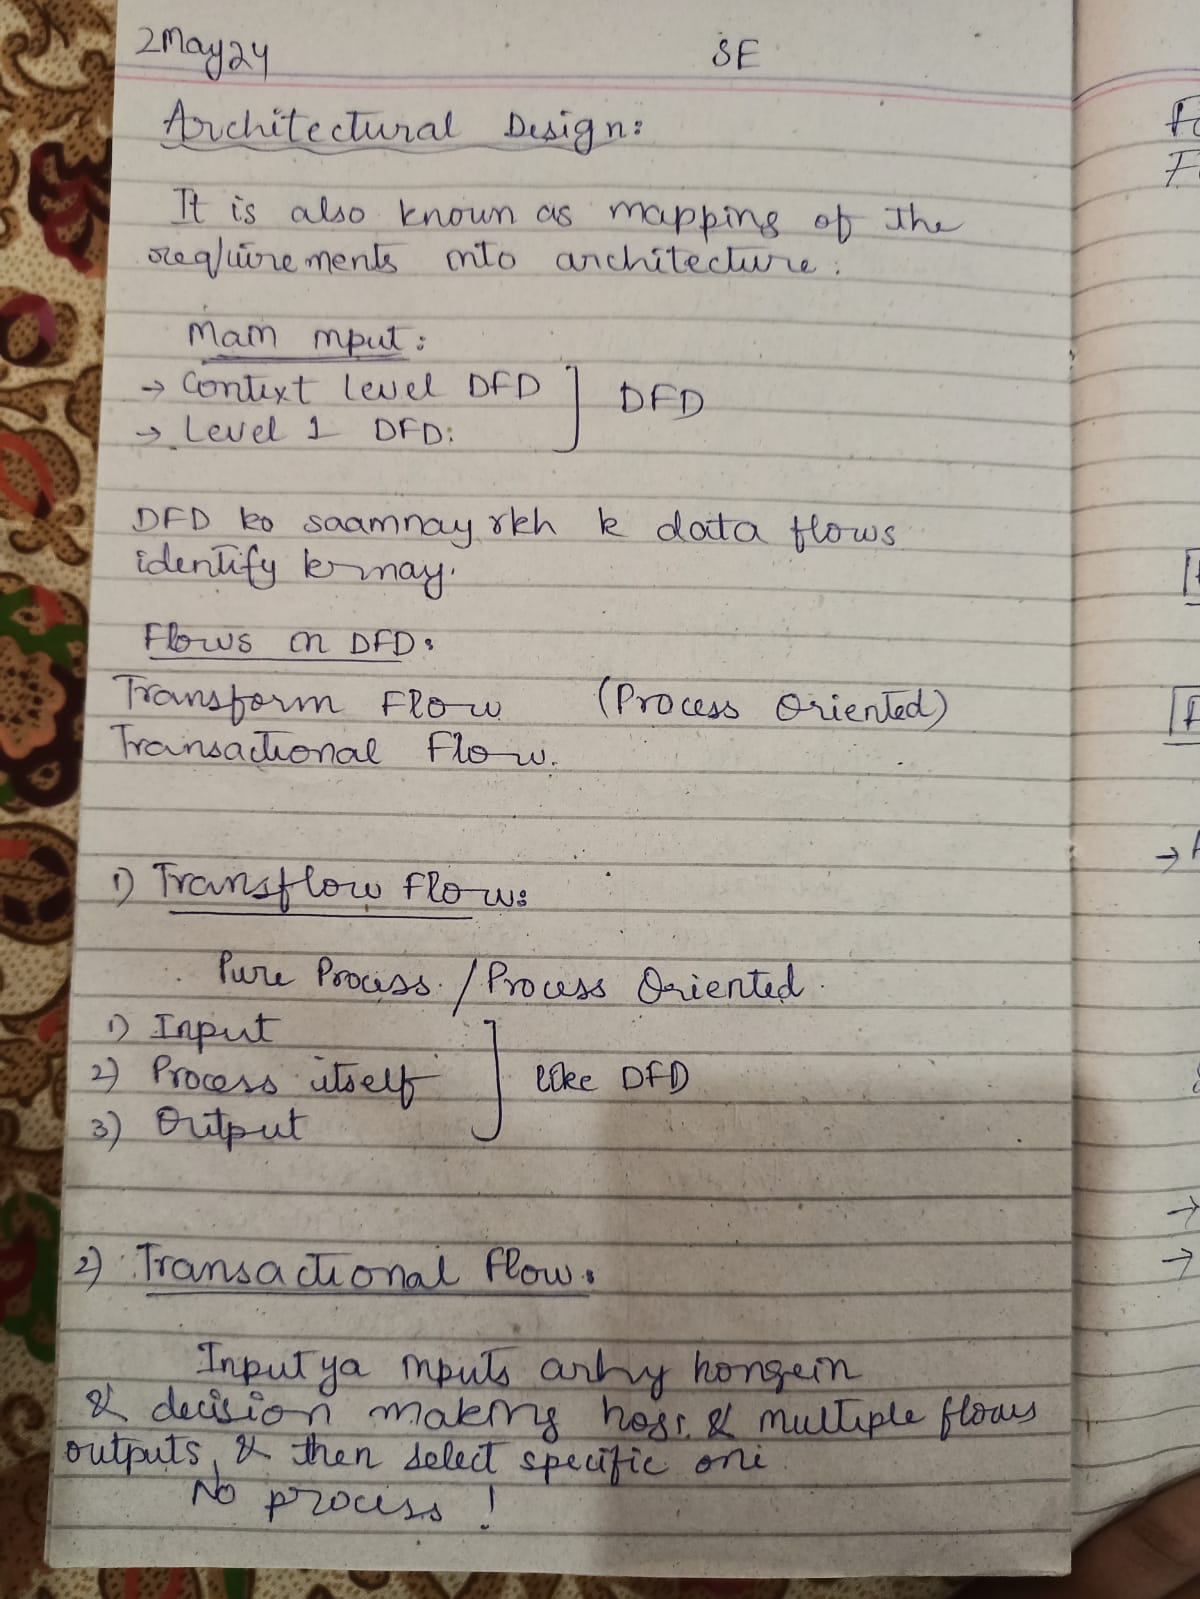 2May24
SE
Architectural Design:
It is also known as mapping of the
requirements into architecture.
Main input:
→ Context level DFD
→ Level 1 DFD:
DFD
DFD ko saamnay rkh k data flows
identify krnay.
Flows in DFD:
Transform Flow (Process Oriented)
Transactional Flow.
1) Transflow Flow:
Pure Process / Process Oriented.
1) Input
2) Process itself
3) Output
like DFD
2) Transactional Flow:
Input ya inputs arhy hongein
& decision making hogi & multiple flows
outputs, & then select specific one
No process !